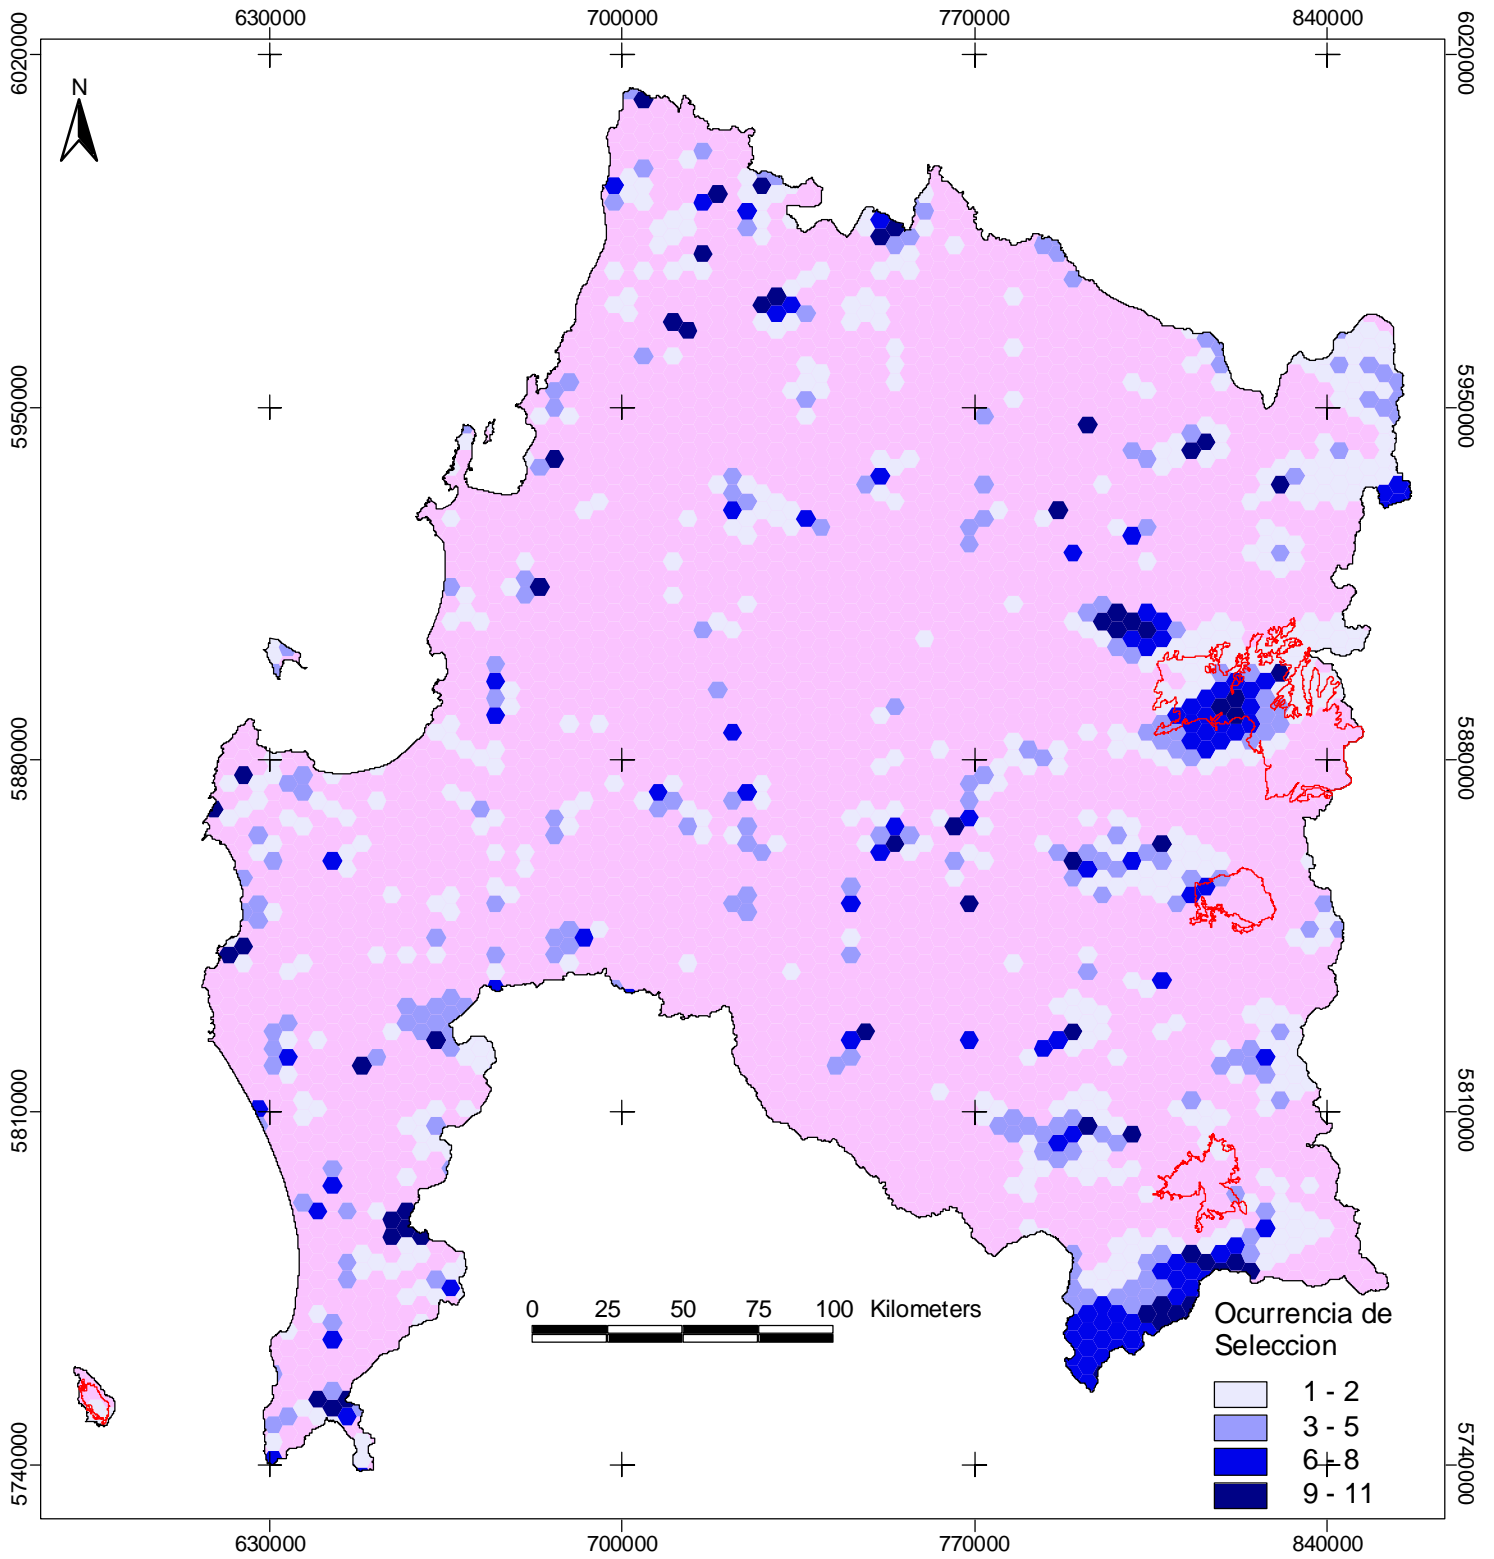 630000 700000 770000 840000
6020000 6020000
N
5950000 5950000
5880000 5880000
5810000 5810000
0 25 50 75 100 Kilometers
Ocurrencia de
Seleccion
1 - 2
3 - 5
6 - 8
9 - 11
5740000 5740000
630000 700000 770000 840000